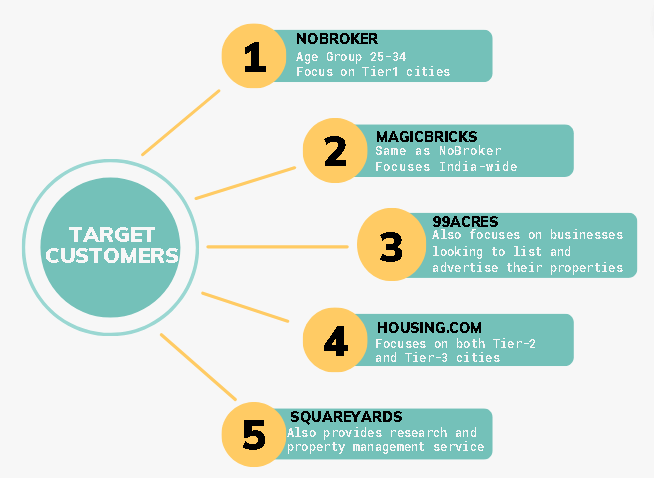 TARGET
CUSTOMERS
1
NOBROKER
Age Group 25-34
Focus on Tier1 cities
2
MAGICBRICKS
Same as NoBroker
Focuses India-wide
3
99ACRES
Also focuses on businesses
looking to list and
advertise their properties
4
HOUSING.COM
Focuses on both Tier-2
and Tier-3 cities
5
SQUAREYARDS
Also provides research and
property management service